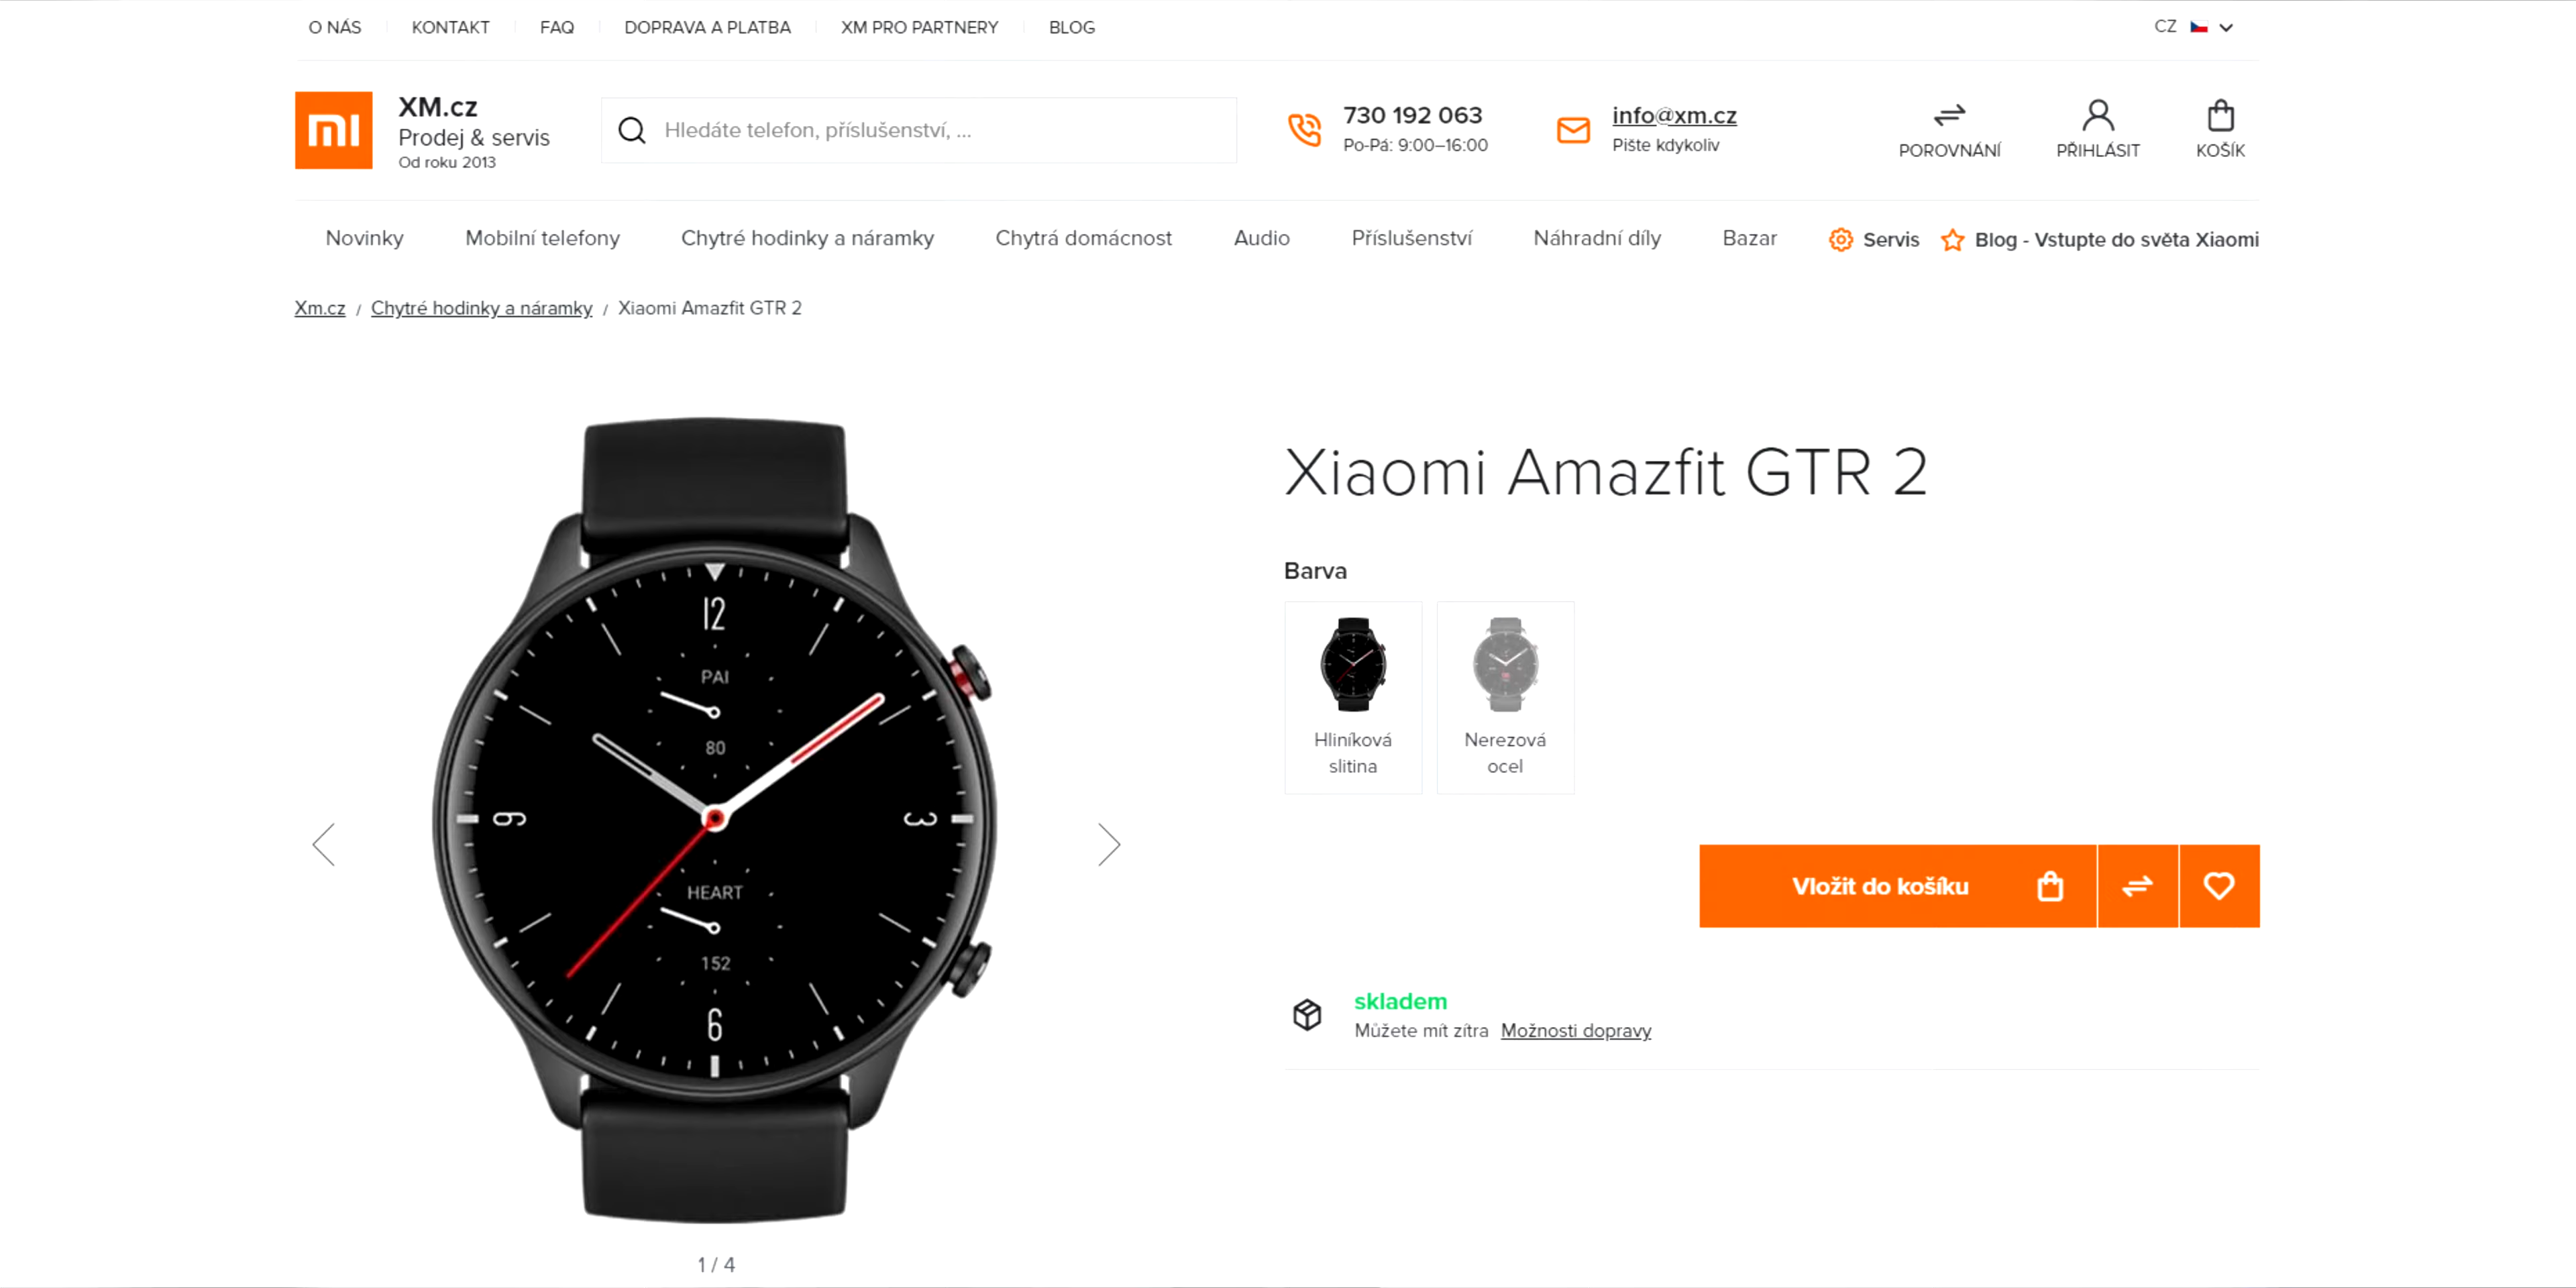 O NÁS
KONTAKT
FAQ
DOPRAVA A PLATBA
XM PRO PARTNERY
BLOG
CZ
mi
XM.cz
Prodej & servis
Od roku 2013
Hledáte telefon, příslušenství, ...
730 192 063
Po-Pá: 9:00–16:00
info@xm.cz
Pište kdykoliv
POROVNÁNÍ
PŘIHLÁSIT
KOŠÍK
Novinky
Mobilní telefony
Chytré hodinky a náramky
Chytrá domácnost
Audio
Příslušenství
Náhradní díly
Bazar
Servis
Blog - Vstupte do světa Xiaomi
Xm.cz / Chytré hodinky a náramky / Xiaomi Amazfit GTR 2
12
PAI
80
9
3
HEART
152
6
1 / 4
Xiaomi Amazfit GTR 2
Barva
Hliníková
slitina
Nerezová
ocel
Vložit do košíku
skladem
Můžete mít zítra Možnosti dopravy